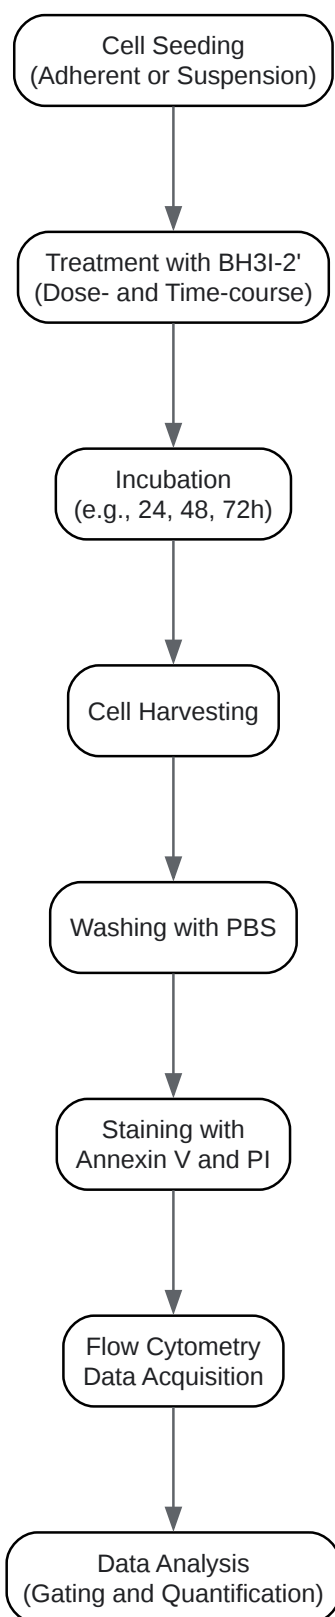 Cell Seeding
(Adherent or Suspension)
Treatment with BH3I-2'
(Dose- and Time-course)
Incubation
(e.g., 24, 48, 72h)
Cell Harvesting
Washing with PBS
Staining with
Annexin V and PI
Flow Cytometry
Data Acquisition
Data Analysis
(Gating and Quantification)